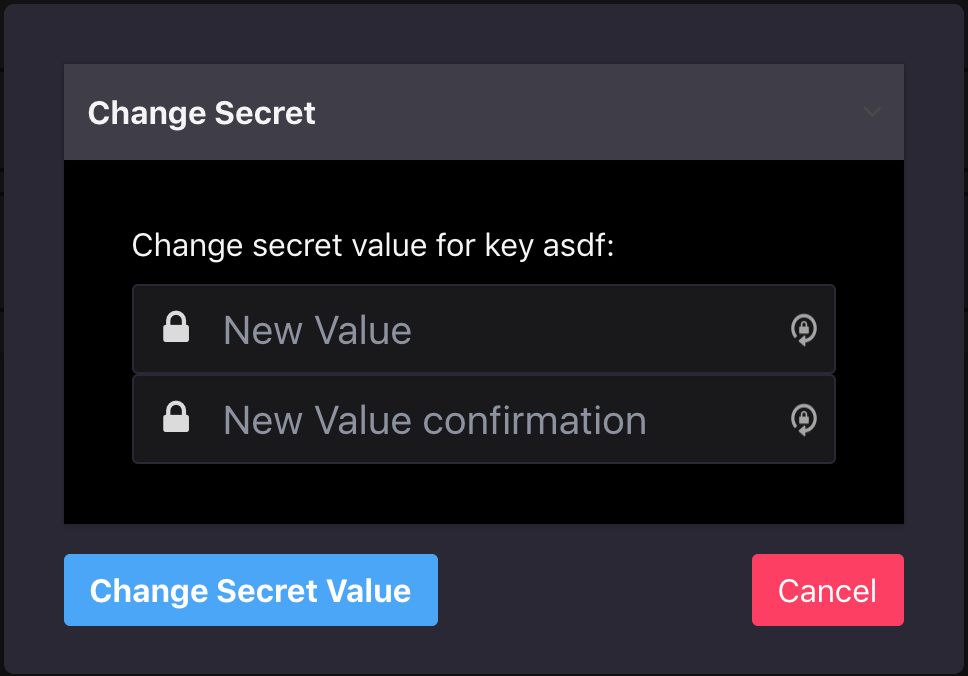 Change Secret
Change secret value for key asdf:
New Value
New Value confirmation
Change Secret Value
Cancel